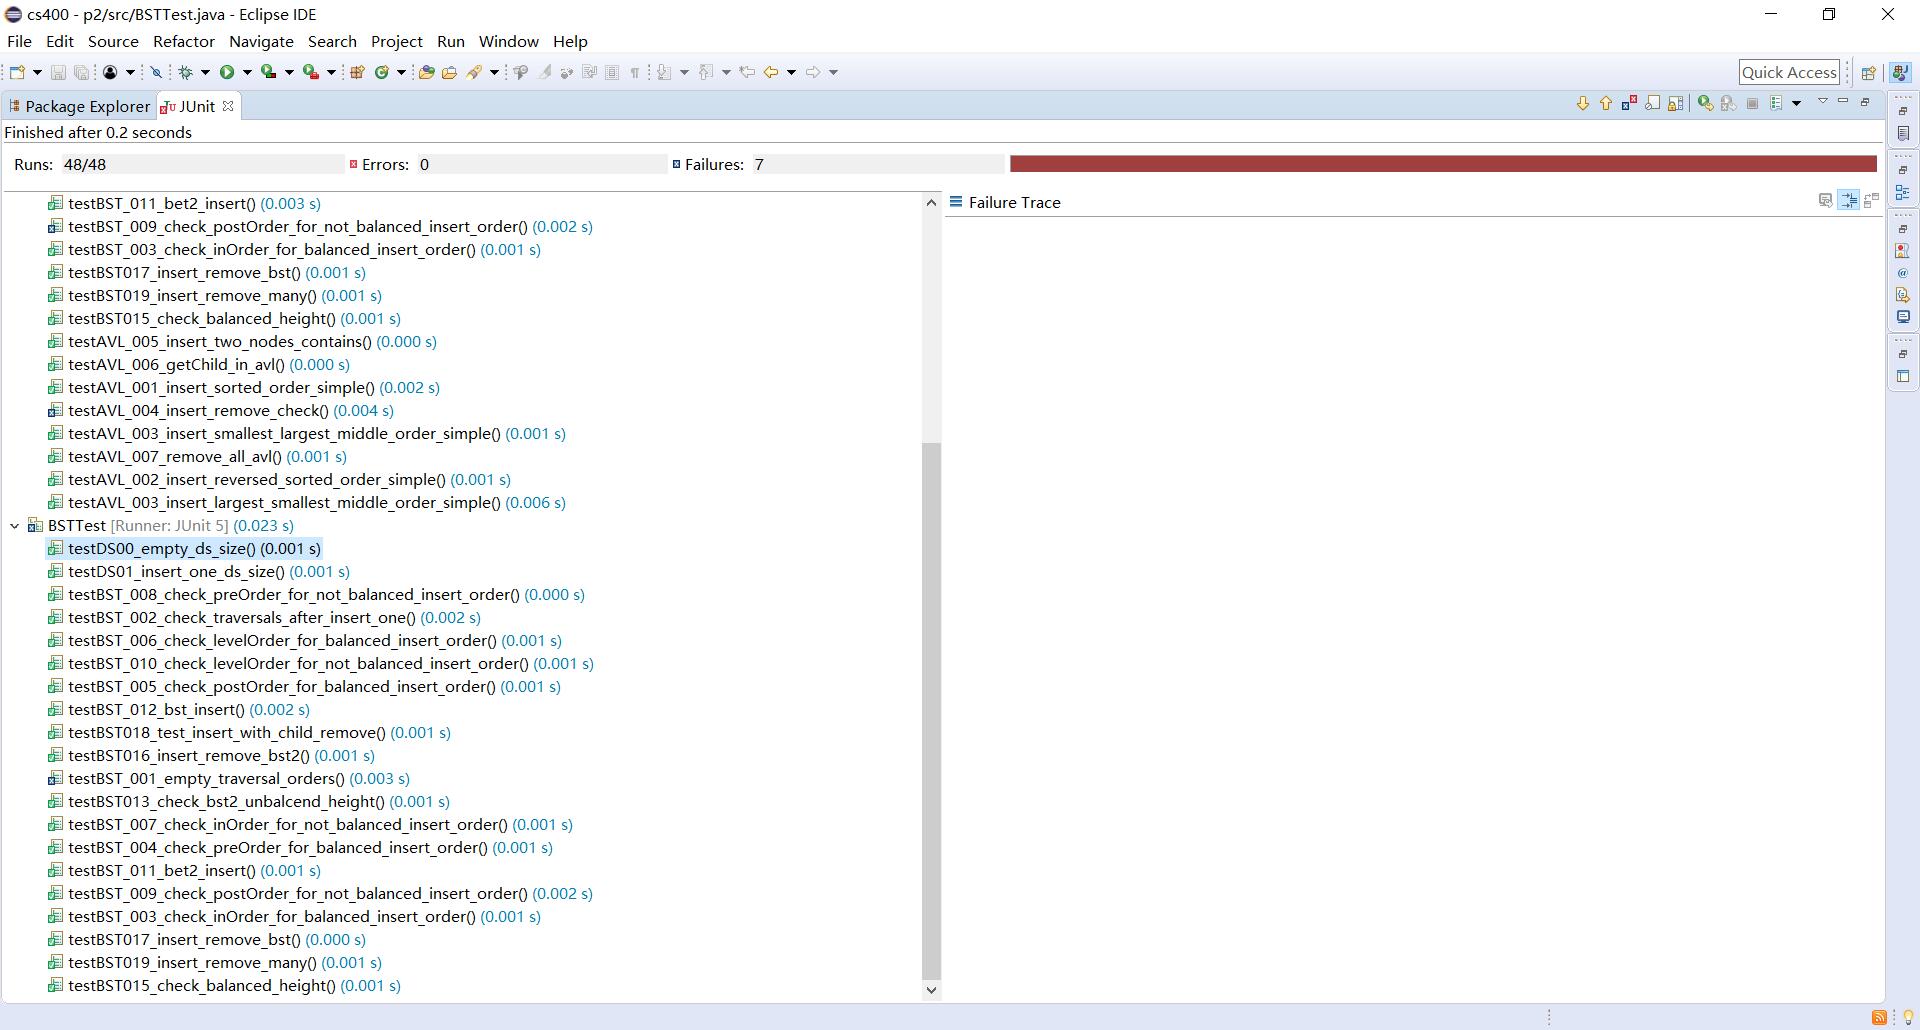 cs400 - p2/src/BSTTest.java - Eclipse IDE
File Edit Source Refactor Navigate Search Project Run Window Help
Quick Access
Package Explorer JUnit
Finished after 0.2 seconds
Runs: 48/48 Errors: 0 Failures: 7
testBST_011_bet2_insert() (0.003 s)
Failure Trace
testBST_009_check_postOrder_for_not_balanced_insert_order() (0.002 s)
testBST_003_check_inOrder_for_balanced_insert_order() (0.001 s)
testBST017_insert_remove_bst() (0.001 s)
testBST019_insert_remove_many() (0.001 s)
testBST015_check_balanced_height() (0.001 s)
testAVL_005_insert_two_nodes_contains() (0.000 s)
testAVL_006_getChild_in_avl() (0.000 s)
testAVL_001_insert_sorted_order_simple() (0.002 s)
testAVL_004_insert_remove_check() (0.004 s)
testAVL_003_insert_smallest_largest_middle_order_simple() (0.001 s)
testAVL_007_remove_all_avl() (0.001 s)
testAVL_002_insert_reversed_sorted_order_simple() (0.001 s)
testAVL_003_insert_largest_smallest_middle_order_simple() (0.006 s)
BSTTest [Runner: JUnit 5] (0.023 s)
testDS00_empty_ds_size() (0.001 s)
testDS01_insert_one_ds_size() (0.001 s)
testBST_008_check_preOrder_for_not_balanced_insert_order() (0.000 s)
testBST_002_check_traversals_after_insert_one() (0.002 s)
testBST_006_check_levelOrder_for_balanced_insert_order() (0.001 s)
testBST_010_check_levelOrder_for_not_balanced_insert_order() (0.001 s)
testBST_005_check_postOrder_for_balanced_insert_order() (0.001 s)
testBST_012_bst_insert() (0.002 s)
testBST018_test_insert_with_child_remove() (0.001 s)
testBST016_insert_remove_bst2() (0.001 s)
testBST_001_empty_traversal_orders() (0.003 s)
testBST013_check_bst2_unbalcend_height() (0.001 s)
testBST_007_check_inOrder_for_not_balanced_insert_order() (0.001 s)
testBST_004_check_preOrder_for_balanced_insert_order() (0.001 s)
testBST_011_bet2_insert() (0.001 s)
testBST_009_check_postOrder_for_not_balanced_insert_order() (0.002 s)
testBST_003_check_inOrder_for_balanced_insert_order() (0.001 s)
testBST017_insert_remove_bst() (0.000 s)
testBST019_insert_remove_many() (0.001 s)
testBST015_check_balanced_height() (0.001 s)